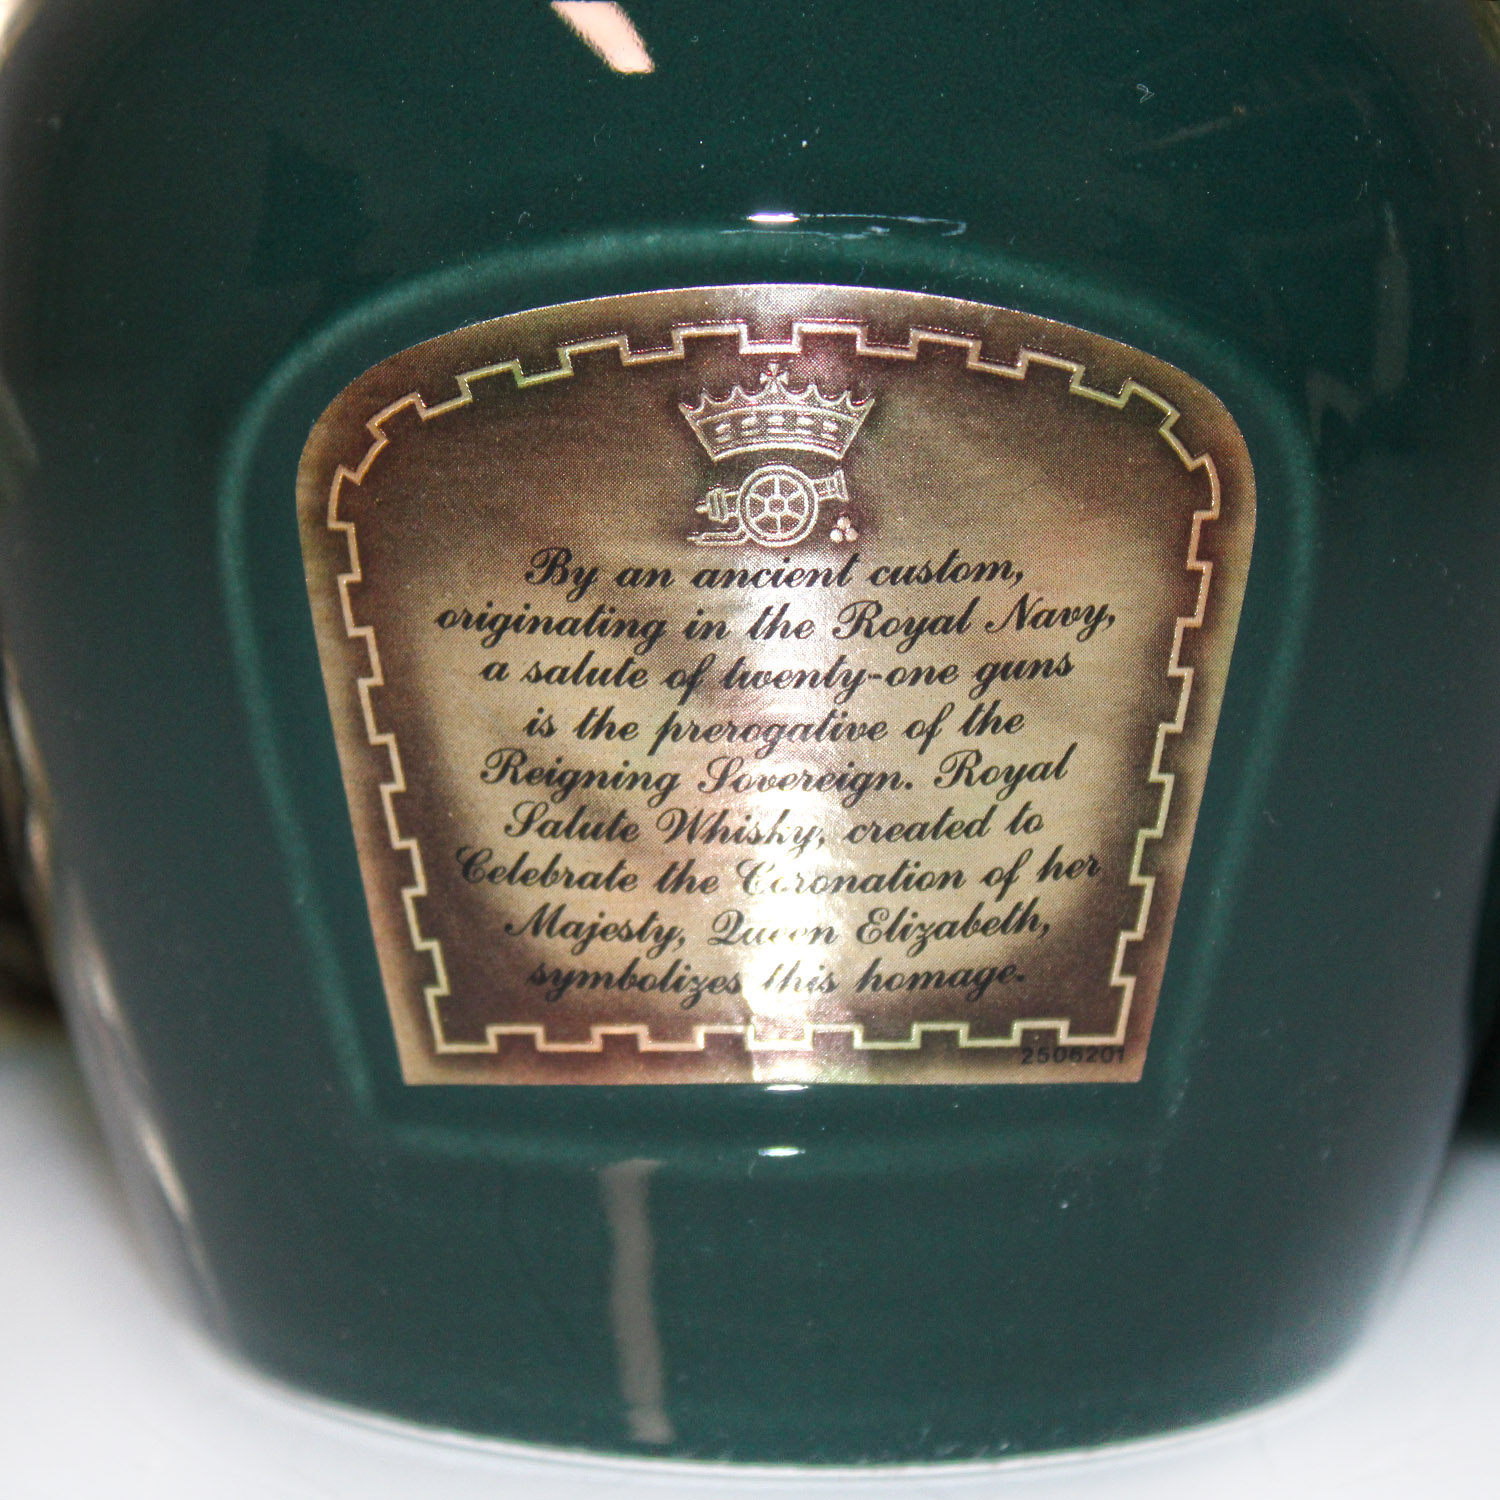 By an ancient custom,
originating in the Royal Navy,
a salute of twenty-one guns
is the prerogative of the
Reigning Sovereign. Royal
Salute Whisky, created to
Celebrate the Coronation of her
Majesty, Queen Elizabeth,
symbolizes this homage.
2506201